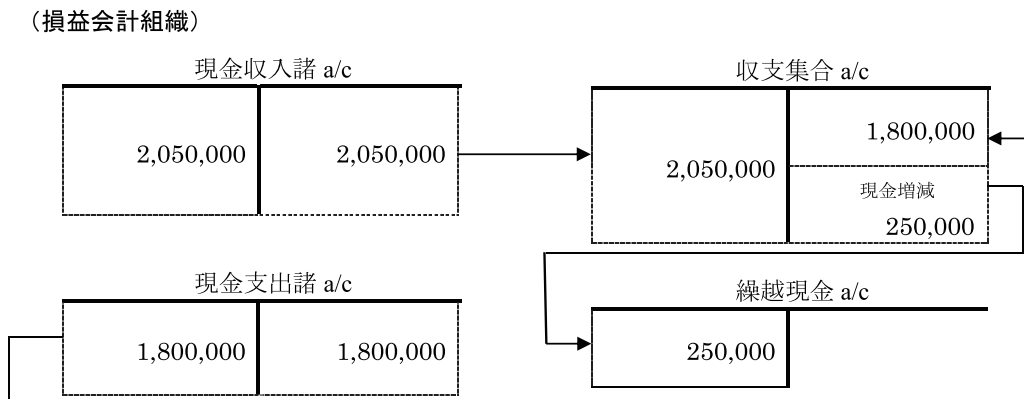 （損益会計組織）
現金収入諸 a/c
2,050,000 2,050,000
収支集合 a/c
2,050,000
1,800,000
現金増減
250,000
現金支出諸 a/c
1,800,000 1,800,000
繰越現金 a/c
250,000